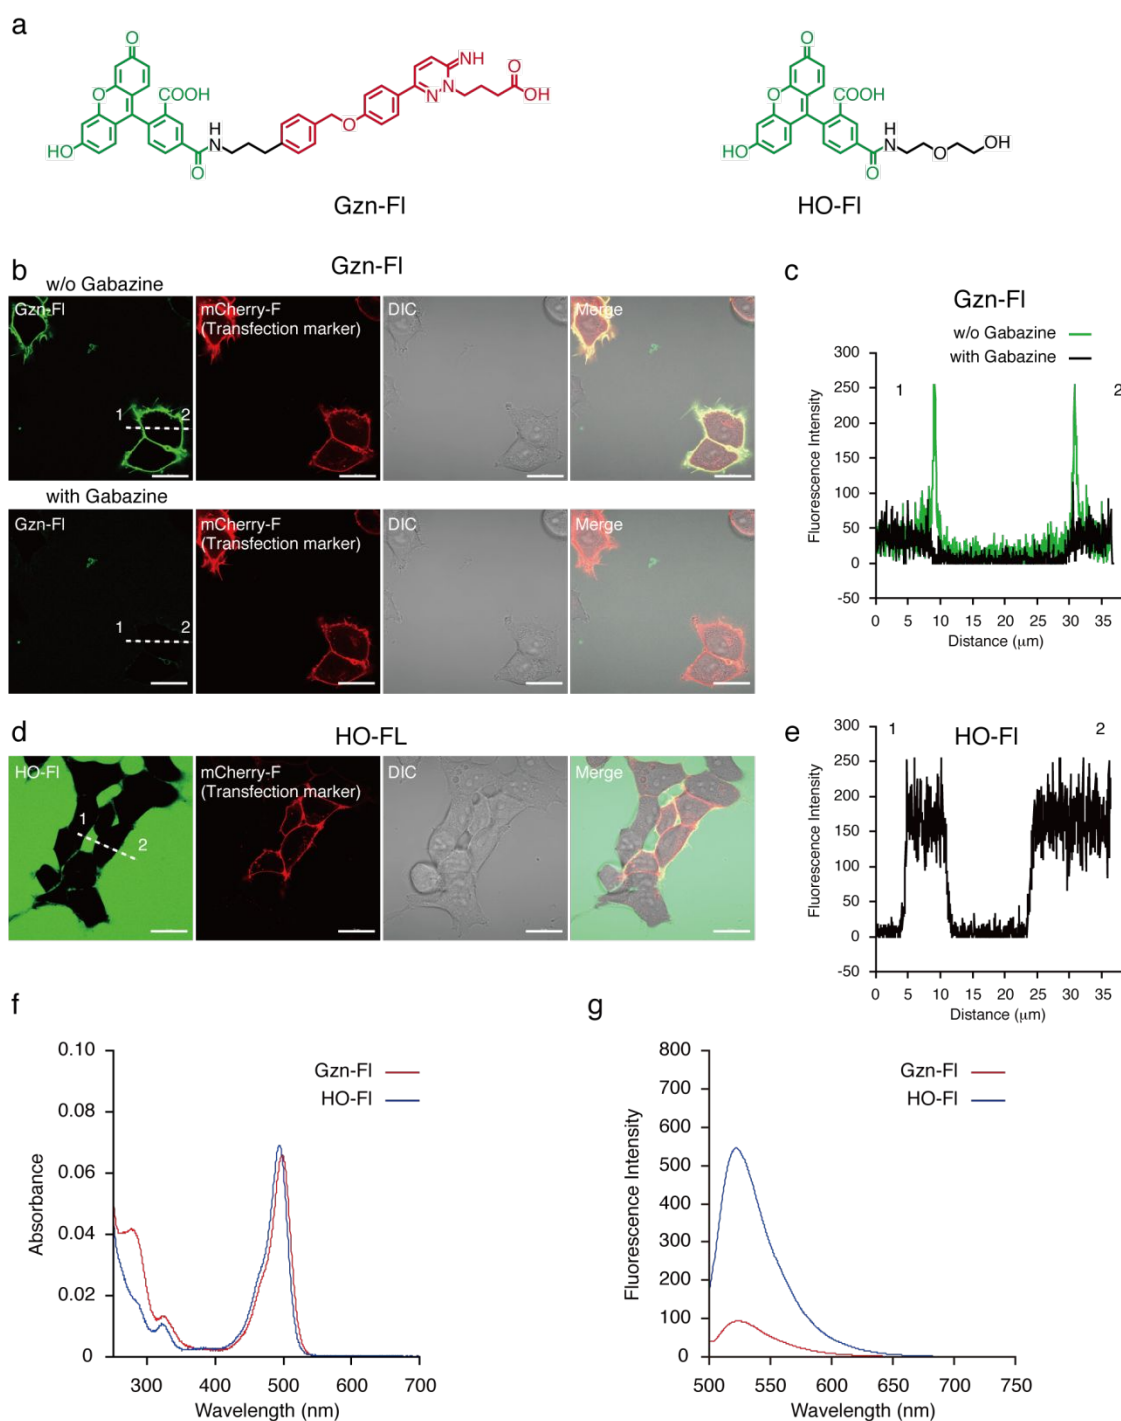 a
O
O
COOH
HO
O
H
N
O
N
N
NH
O
OH
Gzn-Fl
O
O
COOH
HO
O
H
N
O
OH
HO-Fl
b
Gzn-Fl
w/o Gabazine
Gzn-Fl
1
2
mCherry-F
(Transfection marker)
DIC
Merge
with Gabazine
Gzn-Fl
1
2
mCherry-F
(Transfection marker)
DIC
Merge
c
Gzn-Fl
w/o Gabazine
with Gabazine
300
250
200
150
100
50
0
-50
1
2
Fluorescence Intensity
0 5 10 15 20 25 30 35
Distance (μm)
d
HO-FL
HO-Fl
1
2
mCherry-F
(Transfection marker)
DIC
Merge
e
HO-Fl
1
2
300
250
200
150
100
50
0
-50
Fluorescence Intensity
0 5 10 15 20 25 30 35
Distance (μm)
f
Gzn-Fl
HO-Fl
0.10
0.08
0.06
0.04
0.02
0
Absorbance
300 400 500 600 700
Wavelength (nm)
g
Gzn-Fl
HO-Fl
800
700
600
500
400
300
200
100
0
Fluorescence Intensity
500 550 600 650 700 750
Wavelength (nm)